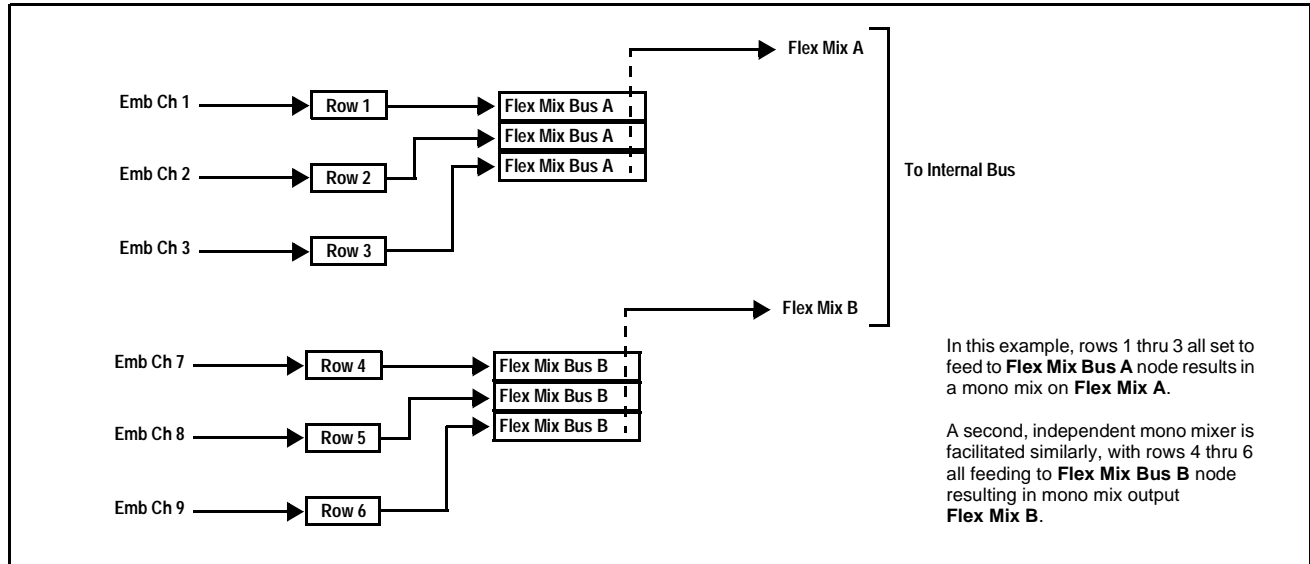 Flex Mix A
Emb Ch 1
Row 1
Flex Mix Bus A
Flex Mix Bus A
Emb Ch 2
Row 2
Flex Mix Bus A
To Internal Bus
Emb Ch 3
Row 3
Flex Mix B
Emb Ch 7
Row 4
Flex Mix Bus B
Flex Mix Bus B
Emb Ch 8
Row 5
Flex Mix Bus B
Emb Ch 9
Row 6
In this example, rows 1 thru 3 all set to
feed to Flex Mix Bus A node results in
a mono mix on Flex Mix A.
A second, independent mono mixer is
facilitated similarly, with rows 4 thru 6
all feeding to Flex Mix Bus B node
resulting in mono mix output
Flex Mix B.